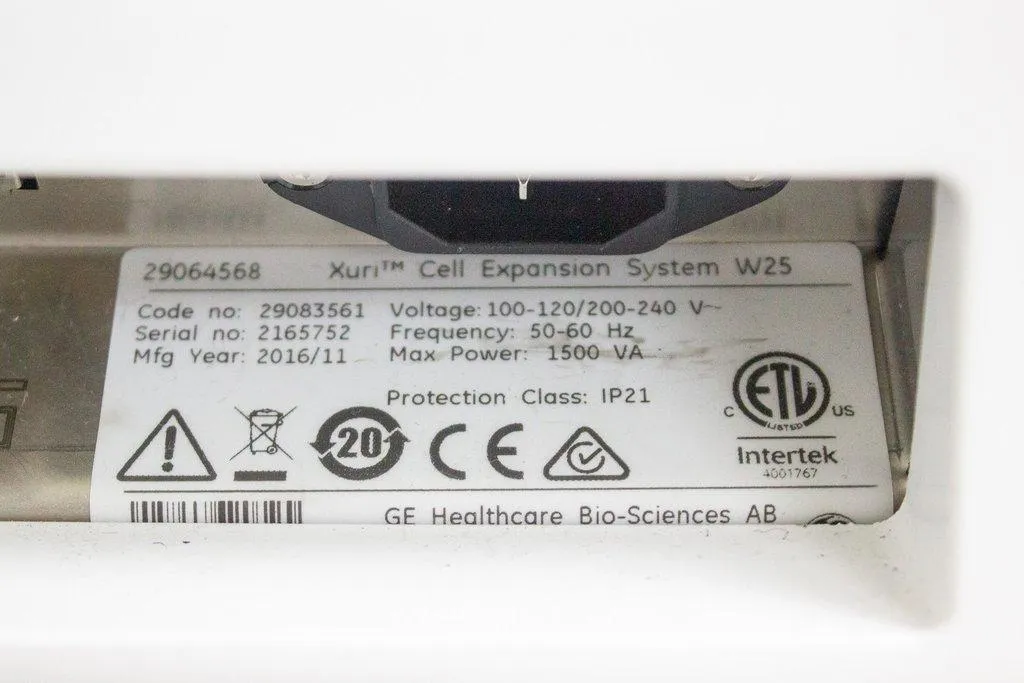 29064568 Xuri™ Cell Expansion System W25
Code no: 29083561 Voltage: 100-120/200-240 V~
Serial no: 2165752 Frequency: 50-60 Hz
Mfg Year: 2016/11 Max Power: 1500 VA
Protection Class: IP21
20
CE
C ETL US
LISTED
Intertek
4001767
GE Healthcare Bio-Sciences AB